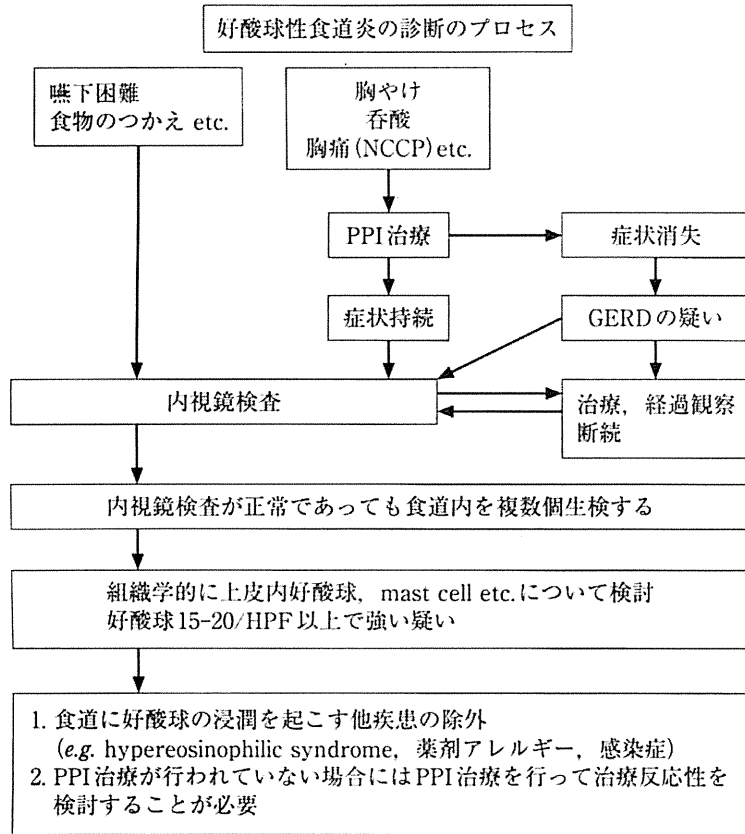 好酸球性食道炎の診断のプロセス
嚥下困難
食物のつかえ etc.
胸やけ
呑酸
胸痛(NCCP)etc.
PPI治療
症状消失
症状持続
GERDの疑い
内視鏡検査
治療，経過観察
断続
内視鏡検査が正常であっても食道内を複数個生検する
組織学的に上皮内好酸球，mast cell etc.について検討
好酸球15-20/HPF以上で強い疑い
1. 食道に好酸球の浸潤を起こす他疾患の除外
(e.g. hypereosinophilic syndrome，薬剤アレルギー，感染症)
2. PPI治療が行われていない場合にはPPI治療を行って治療反応性を
検討することが必要